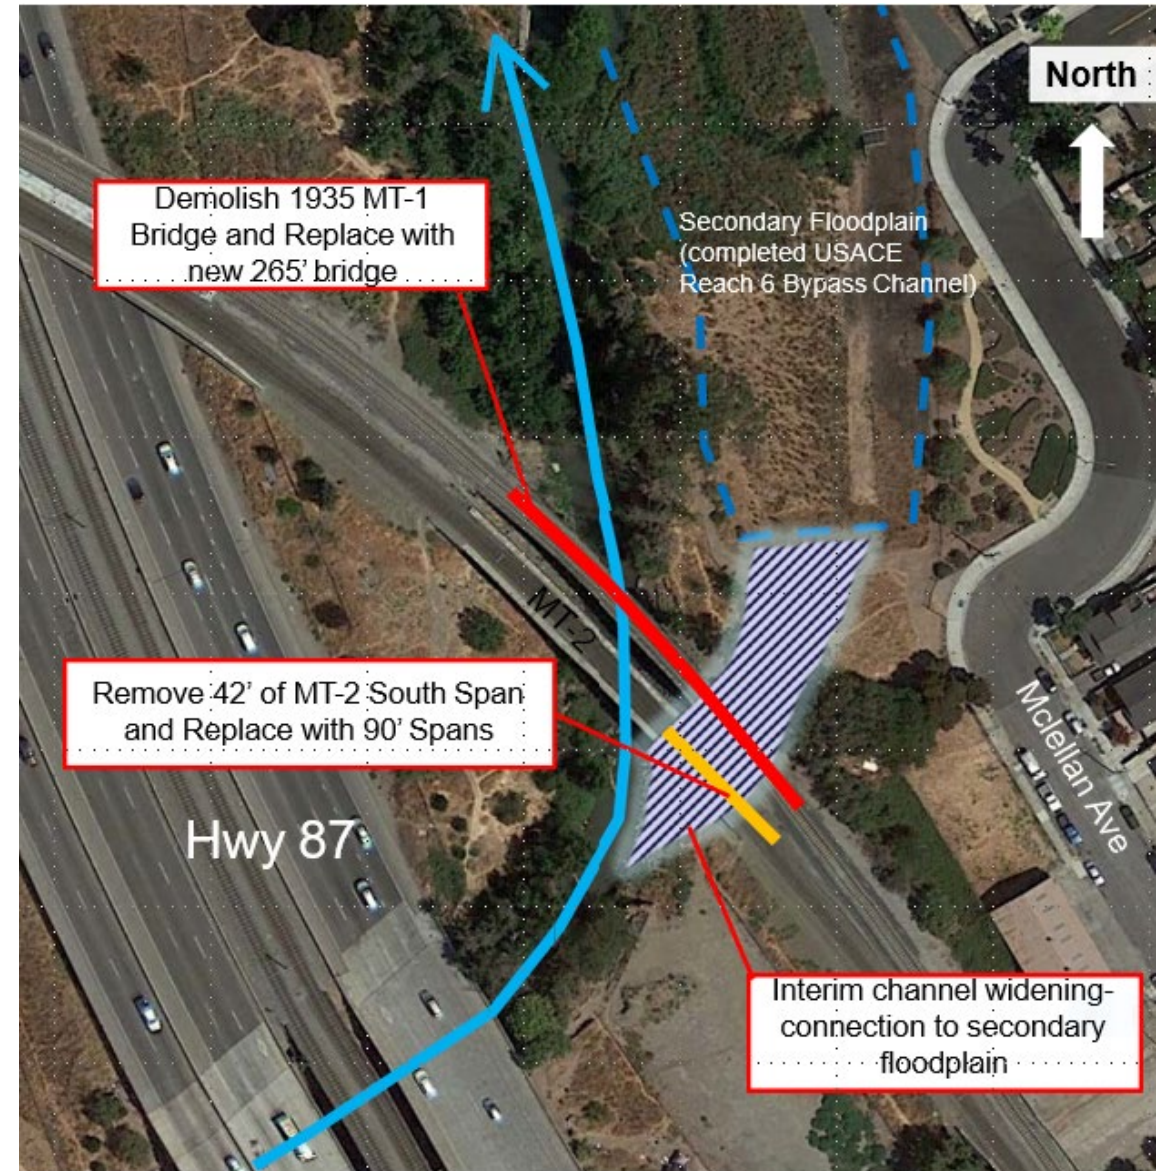 North
Demolish 1935 MT-1
Bridge and Replace with
new 265' bridge
Secondary Floodplain
(completed USACE
Reach 6 Bypass Channel)
MT-2
Remove 42' of MT-2 South Span
and Replace with 90' Spans
Mclellan Ave
Hwy 87
Interim channel widening-
connection to secondary
floodplain